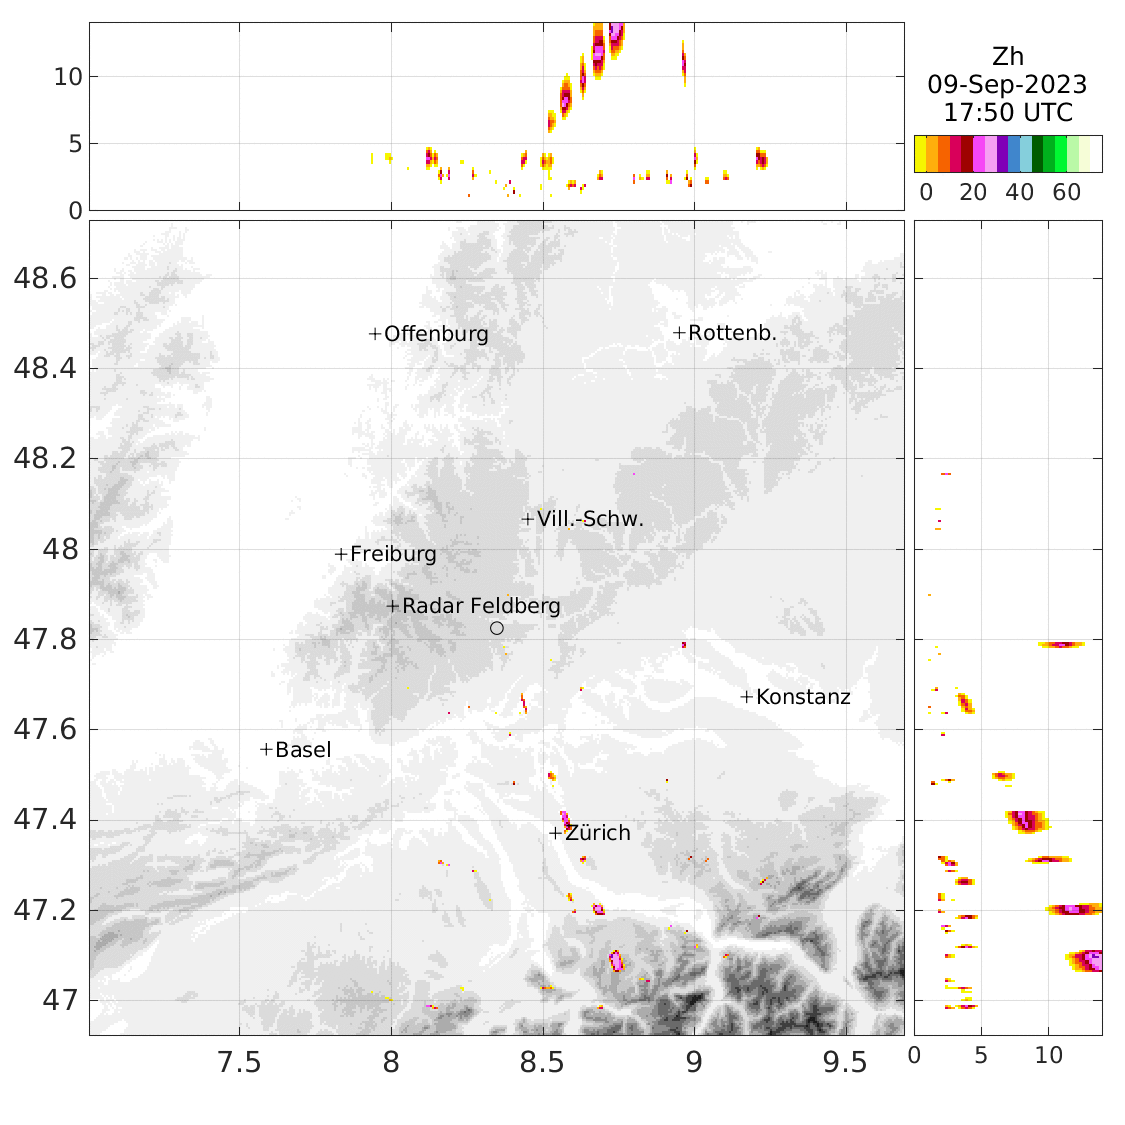 Zh
09-Sep-2023
17:50 UTC
0 20 40 60
10
5
0
48.6
48.4
48.2
48
47.8
47.6
47.4
47.2
47
Offenburg
Rottenb.
Vill.-Schw.
Freiburg
Radar Feldberg
Konstanz
Basel
Zürich
7.5 8 8.5 9 9.5
0 5 10